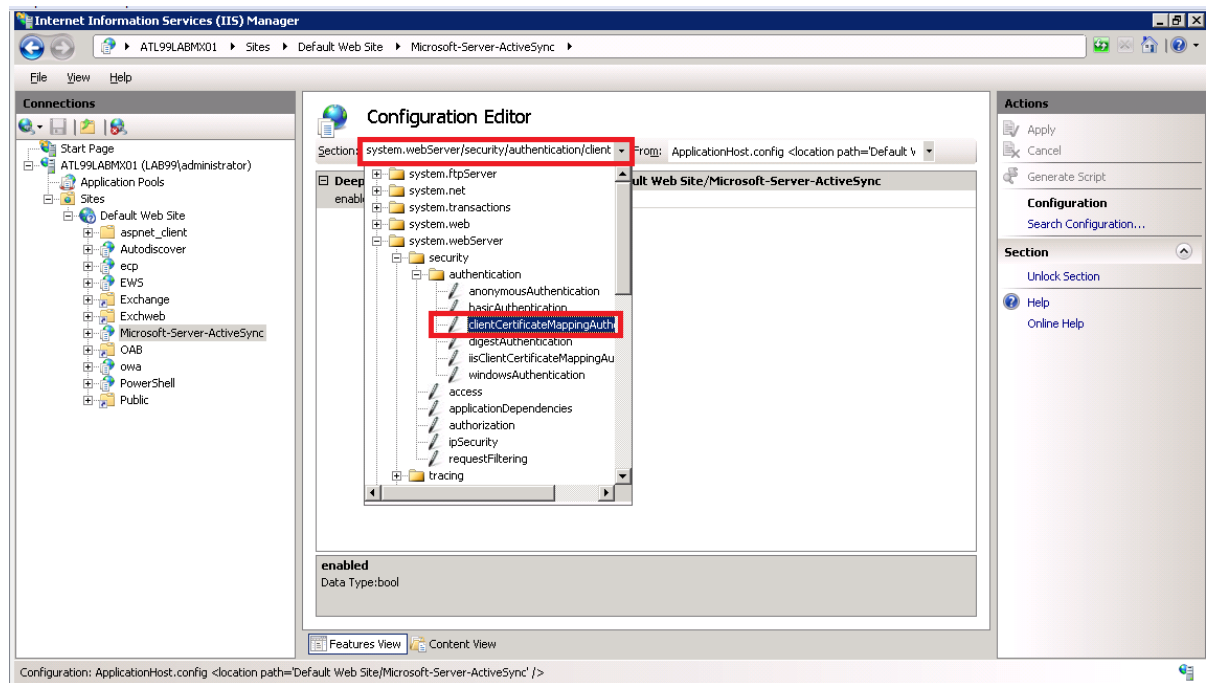 Internet Information Services (IIS) Manager
ATL99LABMX01 Sites Default Web Site Microsoft-Server-ActiveSync
File View Help
Connections
Start Page
ATL99LABMX01 (LAB99\administrator)
Application Pools
Sites
Default Web Site
aspnet_client
Autodiscover
ecp
EWS
Exchange
Exchweb
Microsoft-Server-ActiveSync
OAB
owa
PowerShell
Public
Configuration Editor
Section: system.webServer/security/authentication/client From: ApplicationHost.config <location path='Default
Deep ult Web Site/Microsoft-Server-ActiveSync
enabl
system.ftpServer
system.net
system.transactions
system.web
system.webServer
security
authentication
anonymousAuthentication
basicAuthentication
clientCertificateMappingAuth
digestAuthentication
iisClientCertificateMappingAu
windowsAuthentication
access
applicationDependencies
authorization
ipSecurity
requestFiltering
tracing
enabled
Data Type:bool
Features View Content View
Actions
Apply
Cancel
Generate Script
Configuration
Search Configuration...
Section
Unlock Section
Help
Online Help
Configuration: ApplicationHost.config <location path='Default Web Site/Microsoft-Server-ActiveSync' />